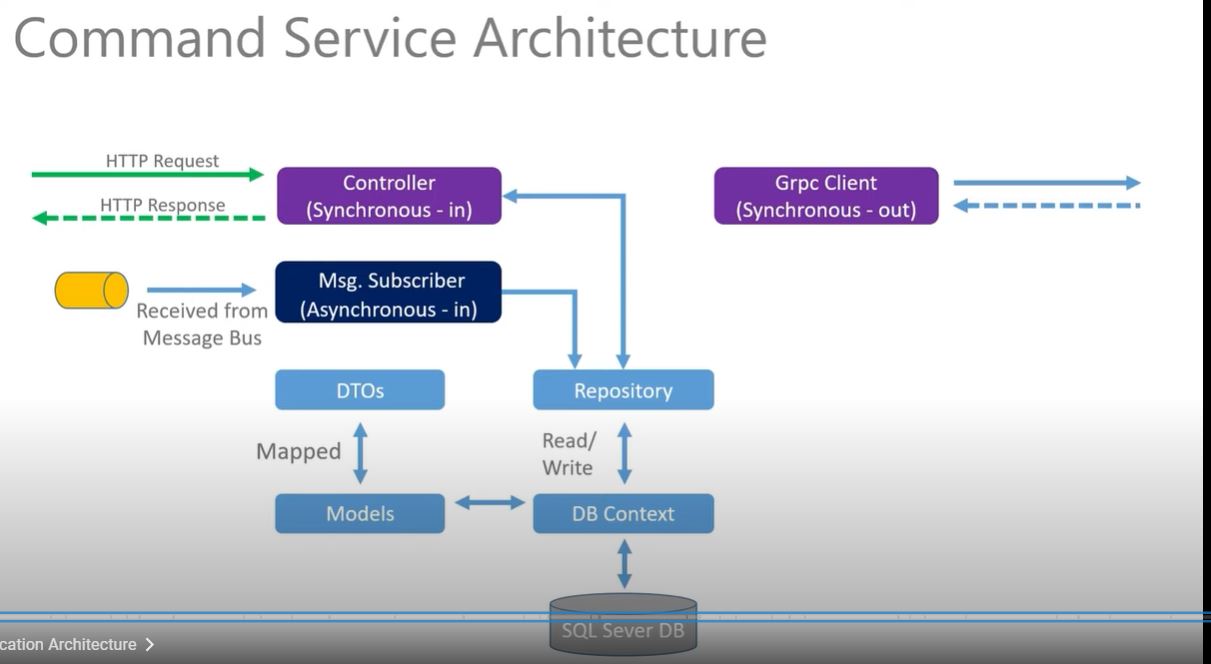 Command Service Architecture
HTTP Request
HTTP Response
Controller
(Synchronous - in)
Grpc Client
(Synchronous - out)
Msg. Subscriber
(Asynchronous - in)
Received from
Message Bus
DTOs
Repository
Mapped
Read/
Write
Models
DB Context
SQL Sever DB
cation Architecture